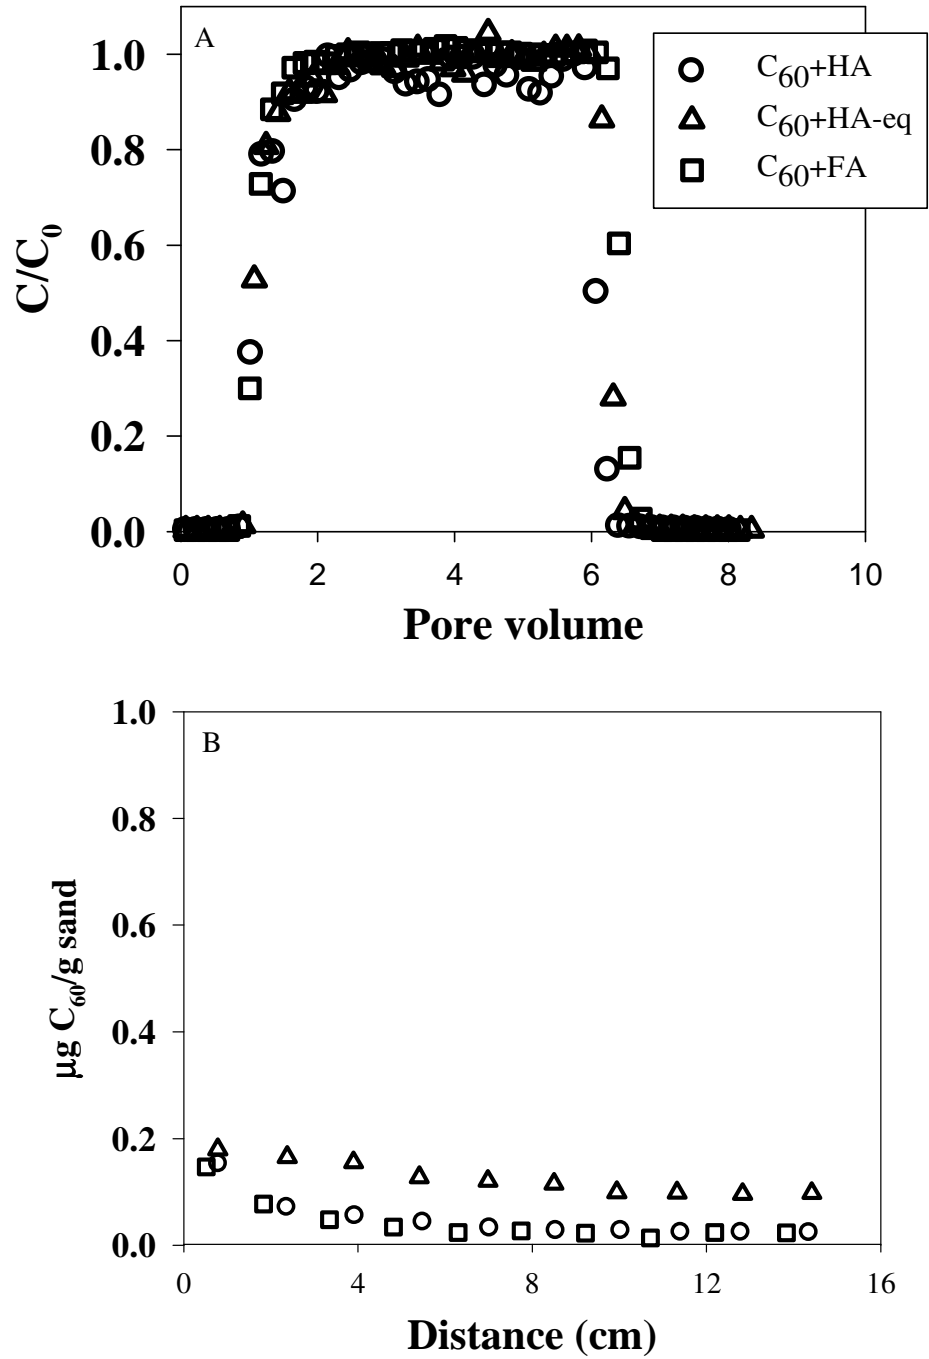 A
1.0
0.8
0.6
0.4
0.2
0.0
C/C0
0 2 4 6 8 10
Pore volume
C60+HA
C60+HA-eq
C60+FA
B
1.0
0.8
0.6
0.4
0.2
0.0
µg C60/g sand
0 4 8 12 16
Distance (cm)